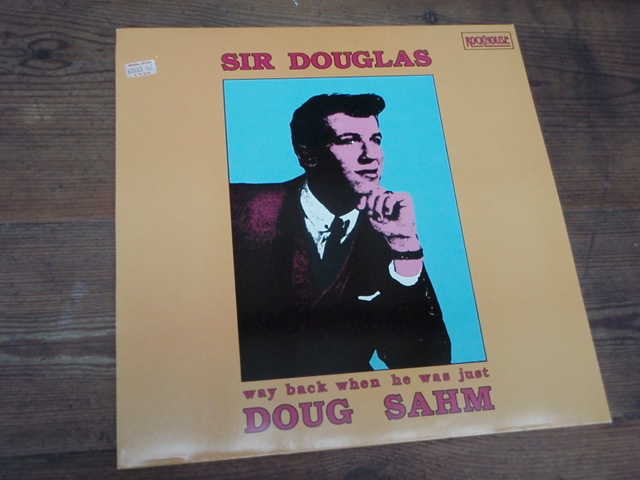 SIR DOUGLAS
ROCKHOUSE
way back when he was just
DOUG SAHM